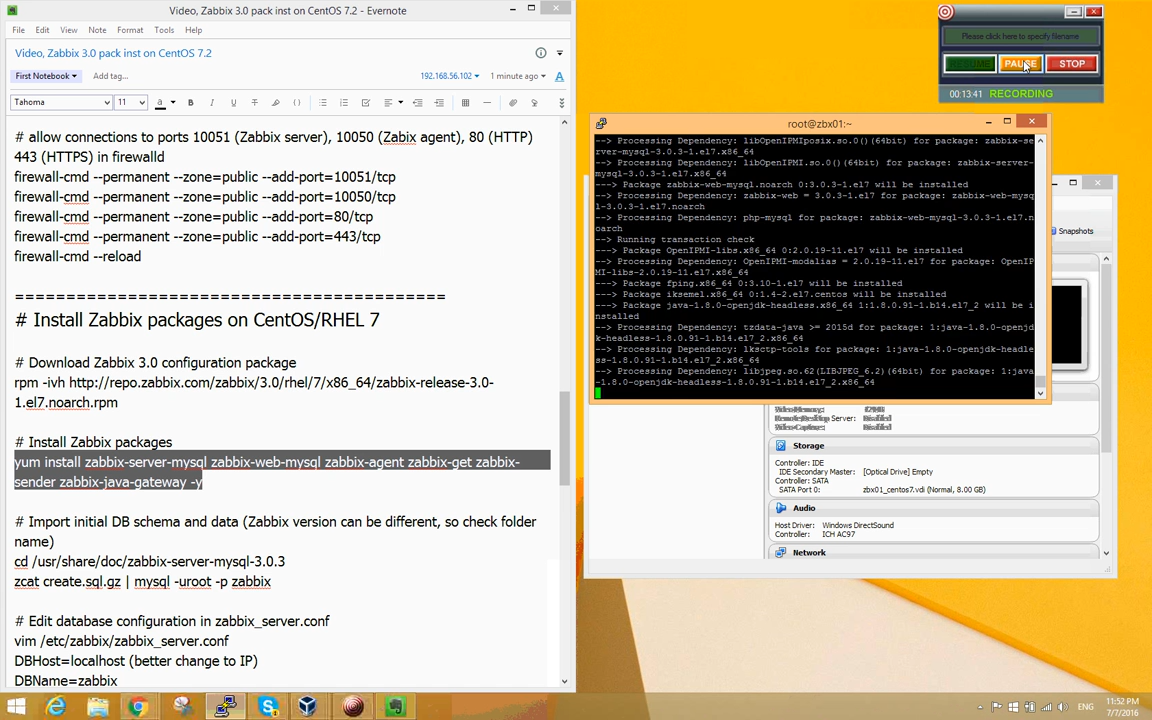 Video, Zabbix 3.0 pack inst on CentOS 7.2 - Evernote
File Edit View Note Format Tools Help
Video, Zabbix 3.0 pack inst on CentOS 7.2
First Notebook Add tag... 192.168.56.102 1 minute ago
Tahoma 11
# allow connections to ports 10051 (Zabbix server), 10050 (Zabix agent), 80 (HTTP)
443 (HTTPS) in firewalld
firewall-cmd --permanent --zone=public --add-port=10051/tcp
firewall-cmd --permanent --zone=public --add-port=10050/tcp
firewall-cmd --permanent --zone=public --add-port=80/tcp
firewall-cmd --permanent --zone=public --add-port=443/tcp
firewall-cmd --reload
==========================================
# Install Zabbix packages on CentOS/RHEL 7
# Download Zabbix 3.0 configuration package
rpm -ivh http://repo.zabbix.com/zabbix/3.0/rhel/7/x86_64/zabbix-release-3.0-
1.el7.noarch.rpm
# Install Zabbix packages
yum install zabbix-server-mysql zabbix-web-mysql zabbix-agent zabbix-get zabbix-
sender zabbix-java-gateway -y
# Import initial DB schema and data (Zabbix version can be different, so check folder
name)
cd /usr/share/doc/zabbix-server-mysql-3.0.3
zcat create.sql.gz | mysql -uroot -p zabbix
# Edit database configuration in zabbix_server.conf
vim /etc/zabbix/zabbix_server.conf
DBHost=localhost (better change to IP)
DBName=zabbix
Please click here to specify filename
RESUME PAUSE STOP
00:13:41 RECORDING
root@zbx01:~
--> Processing Dependency: libOpenIPMIposix.so.0()(64bit) for package: zabbix-se
rver-mysql-3.0.3-1.el7.x86_64
--> Processing Dependency: libOpenIPMI.so.0()(64bit) for package: zabbix-server-
mysql-3.0.3-1.el7.x86_64
---> Package zabbix-web-mysql.noarch 0:3.0.3-1.el7 will be installed
--> Processing Dependency: zabbix-web = 3.0.3-1.el7 for package: zabbix-web-mysq
l-3.0.3-1.el7.noarch
--> Processing Dependency: php-mysql for package: zabbix-web-mysql-3.0.3-1.el7.n
oarch
--> Running transaction check
---> Package OpenIPMI-libs.x86_64 0:2.0.19-11.el7 will be installed
--> Processing Dependency: OpenIPMI-modalias = 2.0.19-11.el7 for package: OpenIP
MI-libs-2.0.19-11.el7.x86_64
---> Package fping.x86_64 0:3.10-1.el7 will be installed
---> Package iksemel.x86_64 0:1.4-2.el7.centos will be installed
---> Package java-1.8.0-openjdk-headless.x86_64 1:1.8.0.91-1.b14.el7_2 will be i
nstalled
--> Processing Dependency: tzdata-java >= 2015d for package: 1:java-1.8.0-openjd
k-headless-1.8.0.91-1.b14.el7_2.x86_64
--> Processing Dependency: lksctp-tools for package: 1:java-1.8.0-openjdk-headle
ss-1.8.0.91-1.b14.el7_2.x86_64
--> Processing Dependency: libjpeg.so.62(LIBJPEG_6.2)(64bit) for package: 1:java
-1.8.0-openjdk-headless-1.8.0.91-1.b14.el7_2.x86_64
Snapshots
Video Memory:
Remote Desktop Server: Disabled
Video Capture: Disabled
Storage
Controller: IDE
IDE Secondary Master: [Optical Drive] Empty
Controller: SATA
SATA Port 0: zbx01_centos7.vdi (Normal, 8.00 GB)
Audio
Host Driver: Windows DirectSound
Controller: ICH AC97
Network
ENG
11:52 PM
7/7/2016